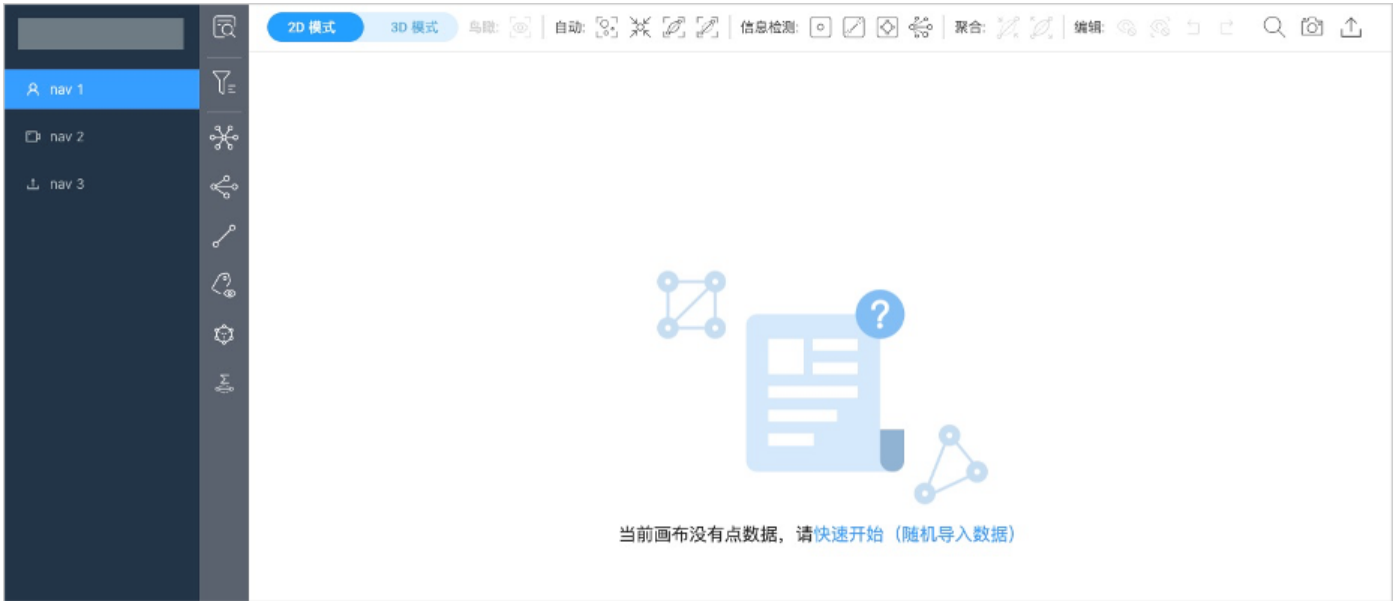 nav 1
nav 2
nav 3
2D 模式 3D 模式 鸟瞰: 自动: 信息检测: 聚合: 编辑:
?
当前画布没有点数据，请快速开始（随机导入数据）